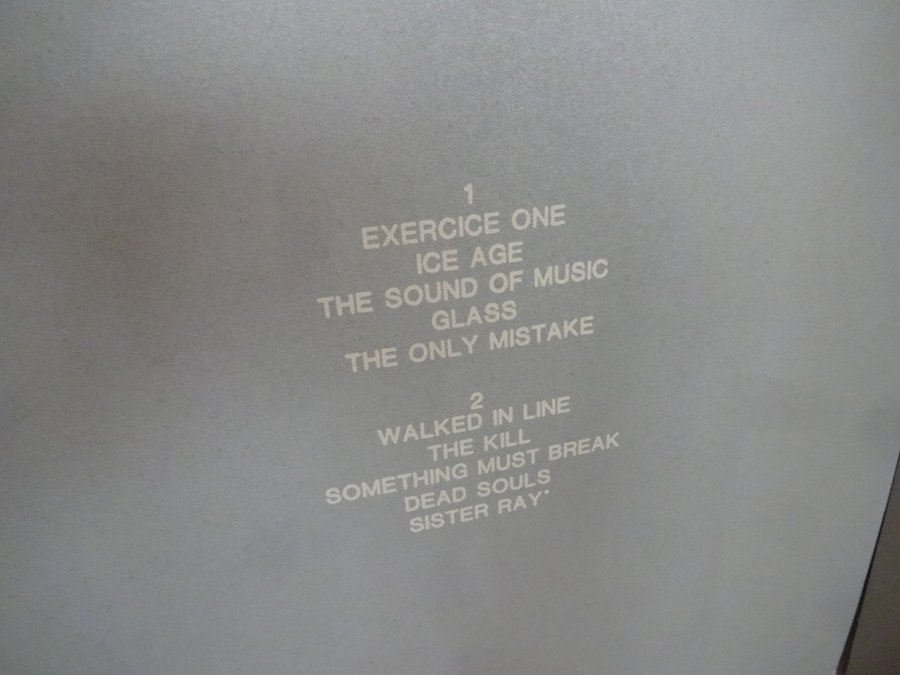 1
EXERCICE ONE
ICE AGE
THE SOUND OF MUSIC
GLASS
THE ONLY MISTAKE
2
WALKED IN LINE
THE KILL
SOMETHING MUST BREAK
DEAD SOULS
SISTER RAY*